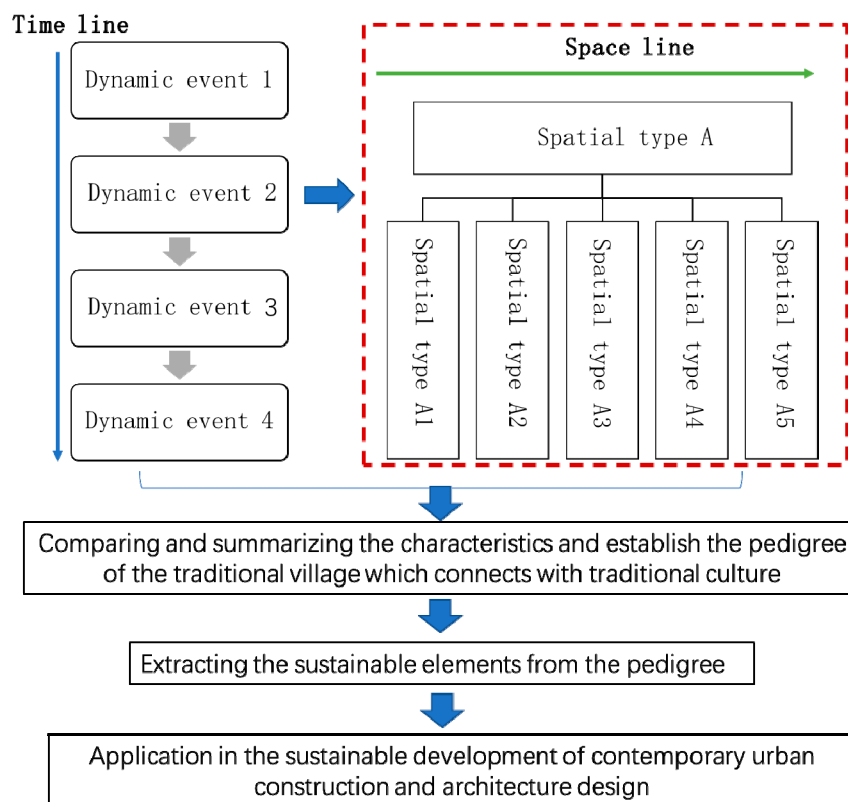 Time line
Dynamic event 1
Dynamic event 2
Dynamic event 3
Dynamic event 4
Space line
Spatial type A
Spatial type A1
Spatial type A2
Spatial type A3
Spatial type A4
Spatial type A5
Comparing and summarizing the characteristics and establish the pedigree
of the traditional village which connects with traditional culture
Extracting the sustainable elements from the pedigree
Application in the sustainable development of contemporary urban
construction and architecture design